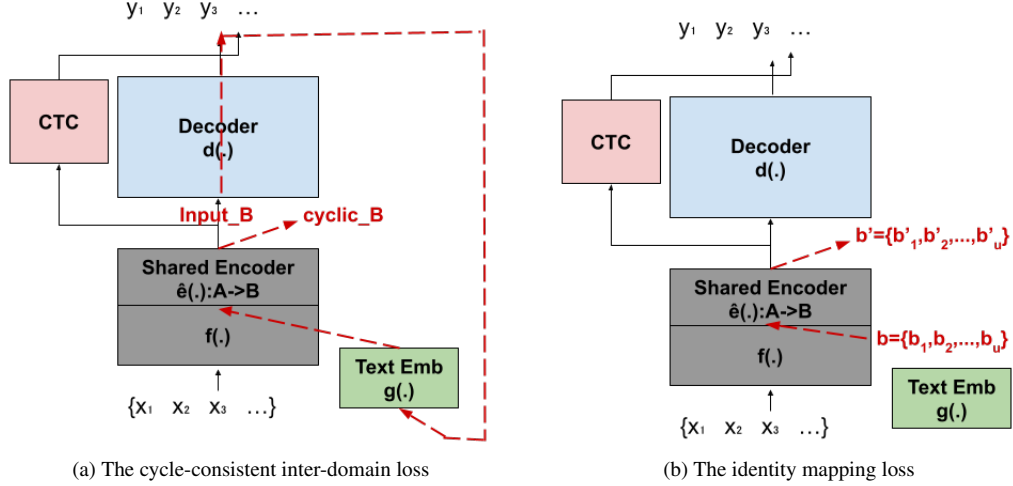 y₁ y₂ y₃ ...
CTC
Decoder
d(.)
Input_B
cyclic_B
Shared Encoder
ê(.):A->B
f(.)
Text Emb
g(.)
{x₁ x₂ x₃ ...}
(a) The cycle-consistent inter-domain loss
y₁ y₂ y₃ ...
CTC
Decoder
d(.)
b’={b’₁,b’₂,...,b’ᵤ}
Shared Encoder
ê(.):A->B
b={b₁,b₂,...,bᵤ}
f(.)
Text Emb
g(.)
{x₁ x₂ x₃ ...}
(b) The identity mapping loss